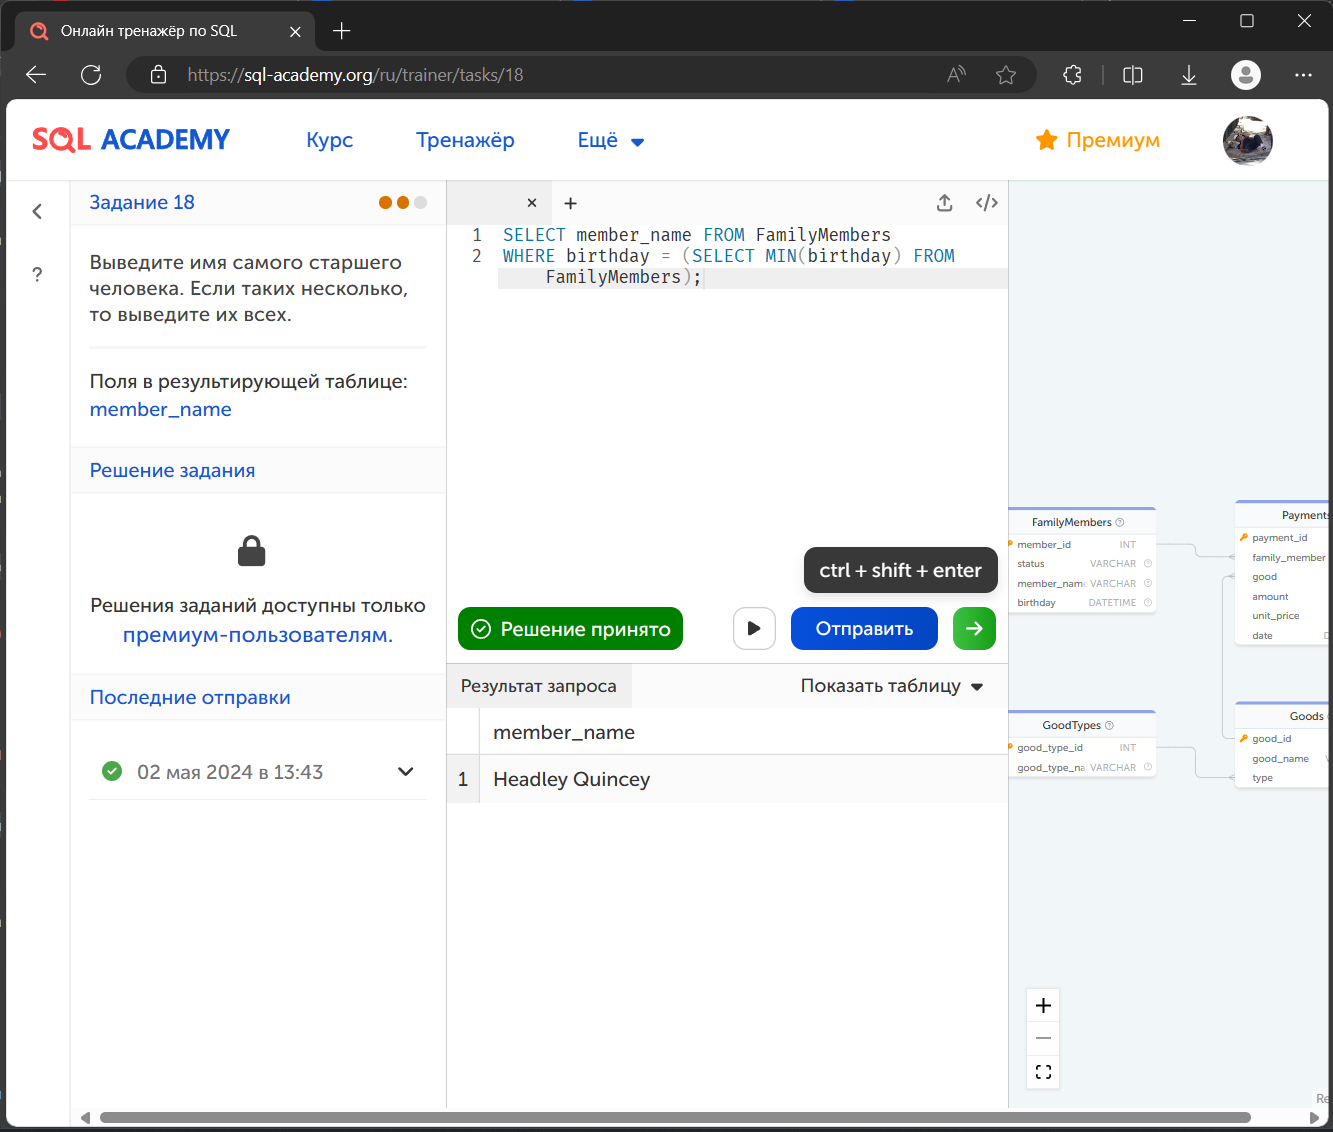 Онлайн тренажёр по SQL
https://sql-academy.org/ru/trainer/tasks/18
SQL ACADEMY
Курс
Тренажёр
Ещё
Премиум
Задание 18
Выведите имя самого старшего
человека. Если таких несколько,
то выведите их всех.
Поля в результирующей таблице:
member_name
Решение задания
Решения заданий доступны только
премиум-пользователям.
Последние отправки
02 мая 2024 в 13:43
1 SELECT member_name FROM FamilyMembers
2 WHERE birthday = (SELECT MIN(birthday) FROM
FamilyMembers);
ctrl + shift + enter
Решение принято
Отправить
Результат запроса
Показать таблицу
member_name
1 Headley Quincey
FamilyMembers
member_id INT
status VARCHAR
member_name VARCHAR
birthday DATETIME
Payments
payment_id
family_member
good
amount
unit_price
date
GoodTypes
good_type_id INT
good_type_na VARCHAR
Goods
good_id
good_name
type